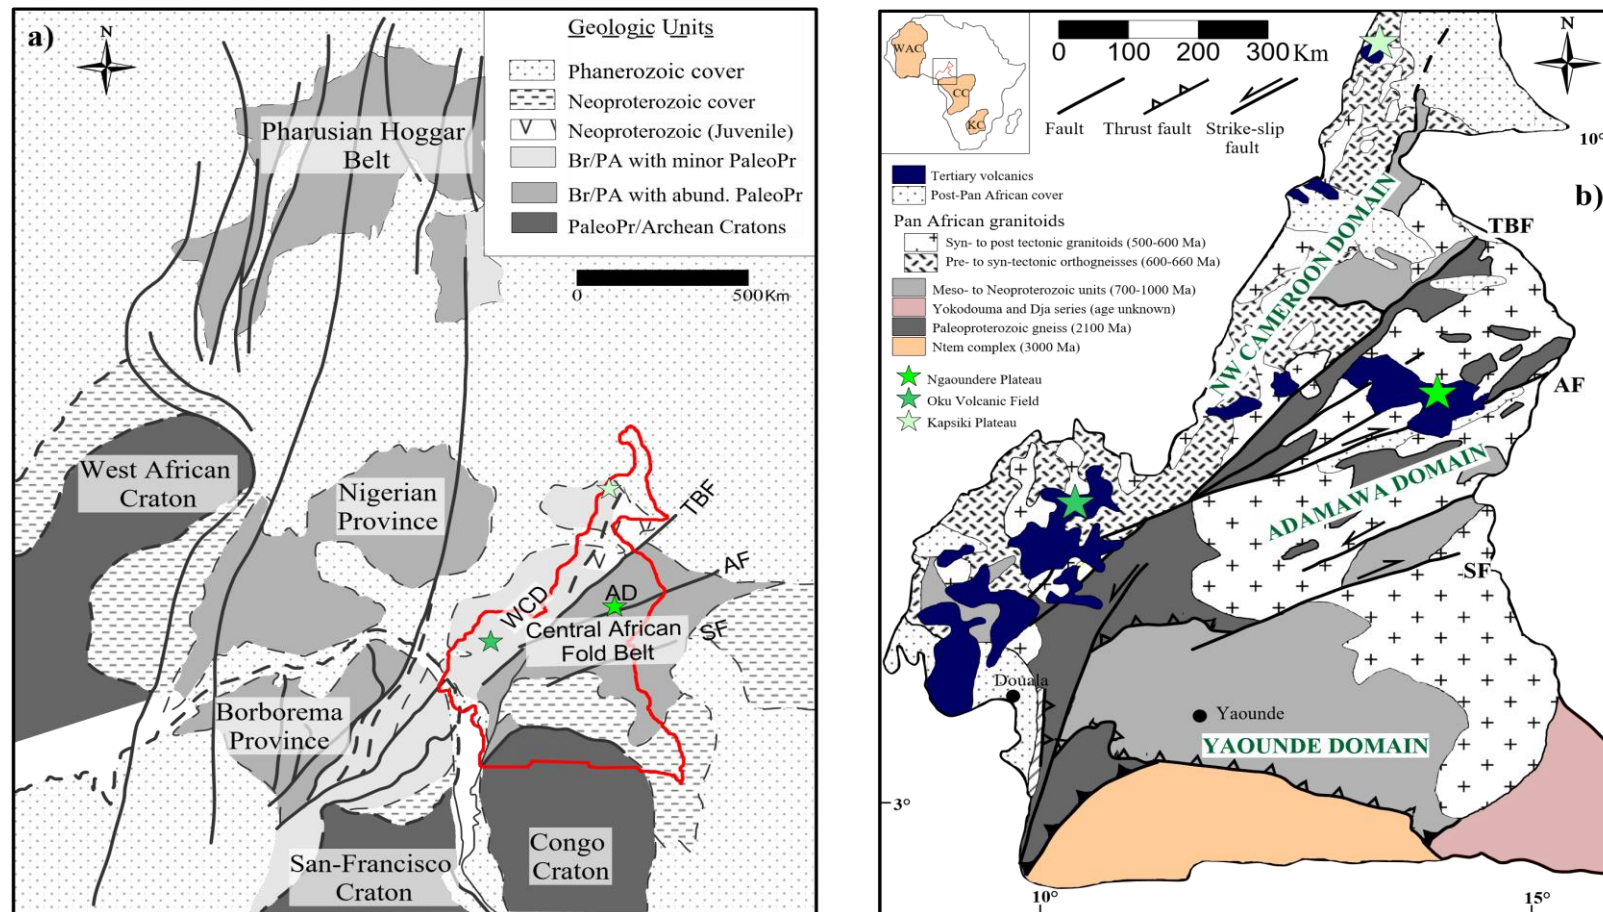 a)
N
Geologic Units
Phanerozoic cover
Neoproterozoic cover
V
Neoproterozoic (Juvenile)
Br/PA with minor PaleoPr
Br/PA with abund. PaleoPr
PaleoPr/Archean Cratons
0
500Km
Pharusian Hoggar
Belt
West African
Craton
Nigerian
Province
TBF
AF
WCD
AD
SF
Central African
Fold Belt
Borborema
Province
San-Francisco
Craton
Congo
Craton
b)
N
WAC
CC
KC
0
100
200
300 Km
Fault
Thrust fault
Strike-slip
fault
Tertiary volcanics
Post-Pan African cover
Pan African granitoids
Syn- to post tectonic granitoids (500-600 Ma)
Pre- to syn-tectonic orthogneisses (600-660 Ma)
Meso- to Neoproterozoic units (700-1000 Ma)
Yokodouma and Dja series (age unknown)
Paleoproterozoic gneiss (2100 Ma)
Ntem complex (3000 Ma)
Ngaoundere Plateau
Oku Volcanic Field
Kapsiki Plateau
10°
TBF
NW CAMEROON DOMAIN
AF
ADAMAWA DOMAIN
SF
Douala
Yaounde
YAOUNDE DOMAIN
3°
10°
15°